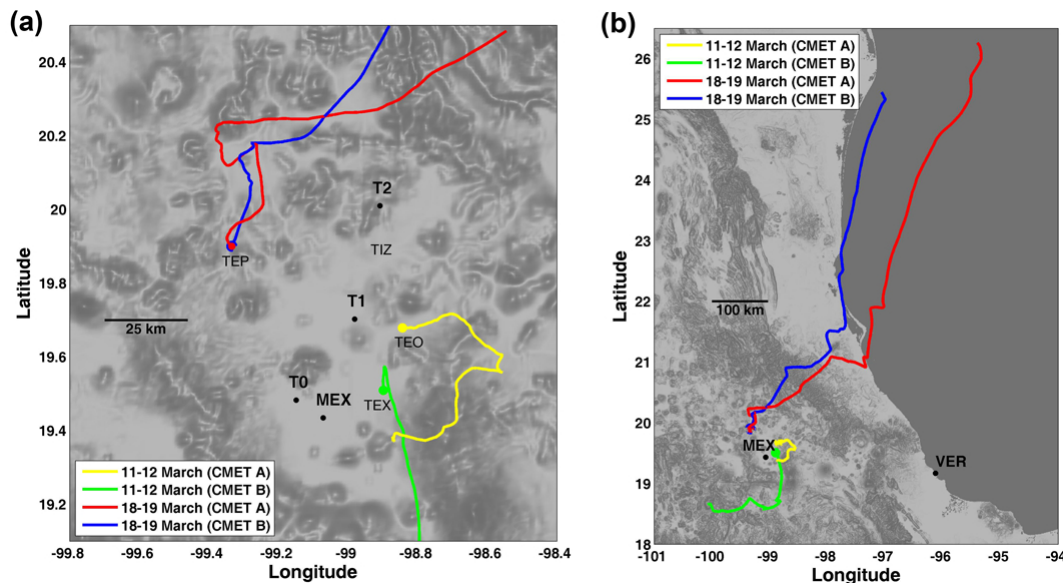 (a)
20.4
20.2
20
19.8
19.6
19.4
19.2
Latitude
T2
TIZ
TEP
T1
25 km
TEO
T0
MEX
TEX
11-12 March (CMET A)
11-12 March (CMET B)
18-19 March (CMET A)
18-19 March (CMET B)
-99.8 -99.6 -99.4 -99.2 -99 -98.8 -98.6 -98.4
Longitude
(b)
11-12 March (CMET A)
11-12 March (CMET B)
18-19 March (CMET A)
18-19 March (CMET B)
26
25
24
23
22
21
20
19
18
Latitude
100 km
MEX
VER
-101 -100 -99 -98 -97 -96 -95 -94
Longitude